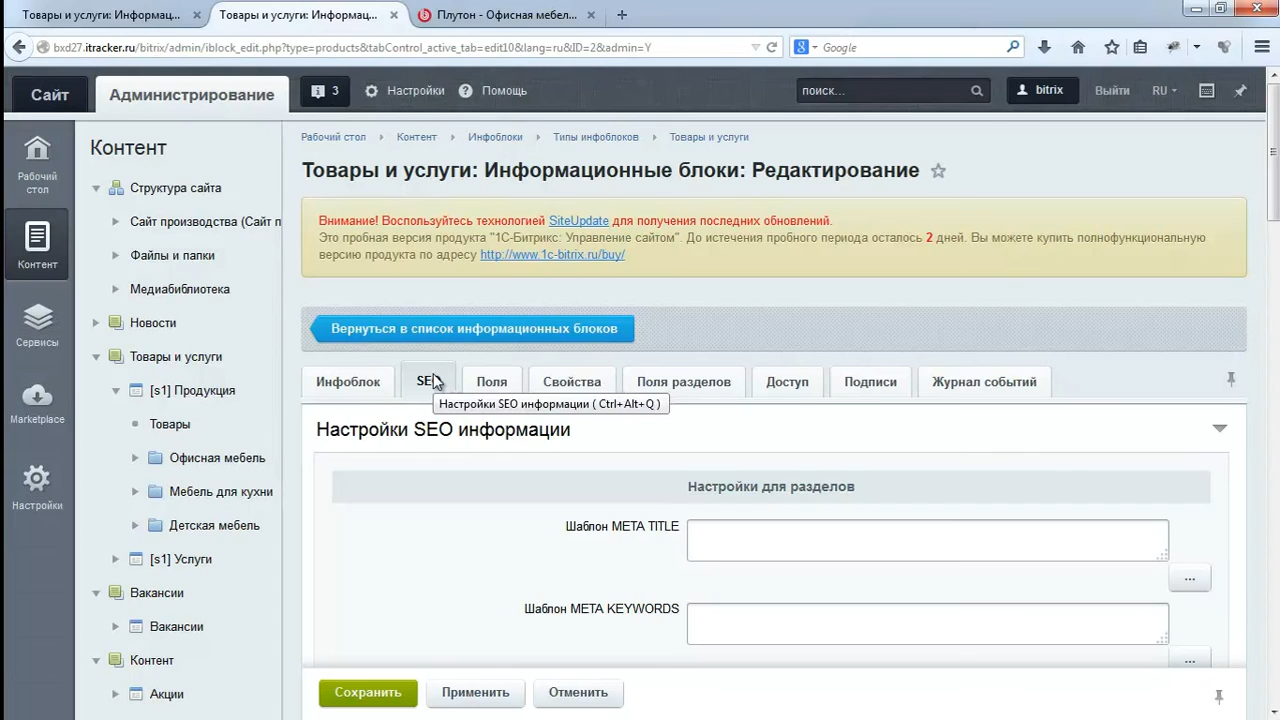 Товары и услуги: Информац...
Товары и услуги: Информац...
Плутон - Офисная мебел...
bxd27.itracker.ru/bitrix/admin/iblock_edit.php?type=products&tabControl_active_tab=edit10&lang=ru&ID=2&admin=Y
Google
Сайт
Администрирование
3
Настройки
Помощь
поиск...
bitrix
Выйти
RU
Рабочий стол
Контент
Сервисы
Marketplace
Настройки
Контент
Структура сайта
Сайт производства (Сайт п
Файлы и папки
Медиабиблиотека
Новости
Товары и услуги
[s1] Продукция
Товары
Офисная мебель
Мебель для кухни
Детская мебель
[s1] Услуги
Вакансии
Вакансии
Контент
Акции
Рабочий стол
Контент
Инфоблоки
Типы инфоблоков
Товары и услуги
Товары и услуги: Информационные блоки: Редактирование
Внимание! Воспользуйтесь технологией SiteUpdate для получения последних обновлений.
Это пробная версия продукта "1С-Битрикс: Управление сайтом". До истечения пробного периода осталось 2 дней. Вы можете купить полнофункциональную
версию продукта по адресу http://www.1c-bitrix.ru/buy/
Вернуться в список информационных блоков
Инфоблок
SEO
Поля
Свойства
Поля разделов
Доступ
Подписи
Журнал событий
Настройки SEO информации ( Ctrl+Alt+Q )
Настройки SEO информации
Настройки для разделов
Шаблон META TITLE
...
Шаблон META KEYWORDS
...
Сохранить
Применить
Отменить